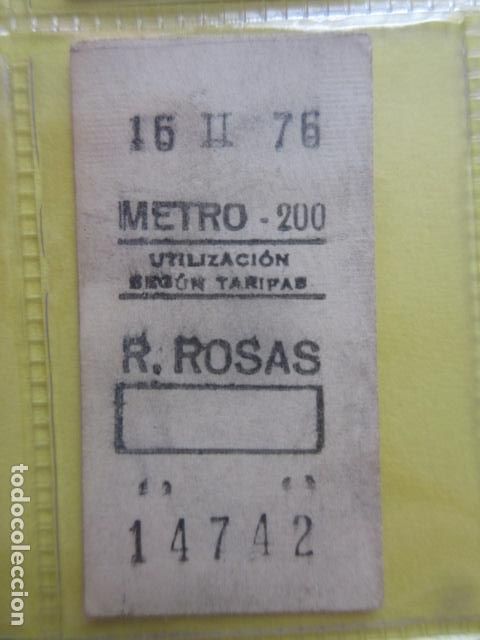 16 II 76
METRO - 200
UTILIZACIÓN
SEGÚN TARIFAS
R. ROSAS
14742
todocoleccion